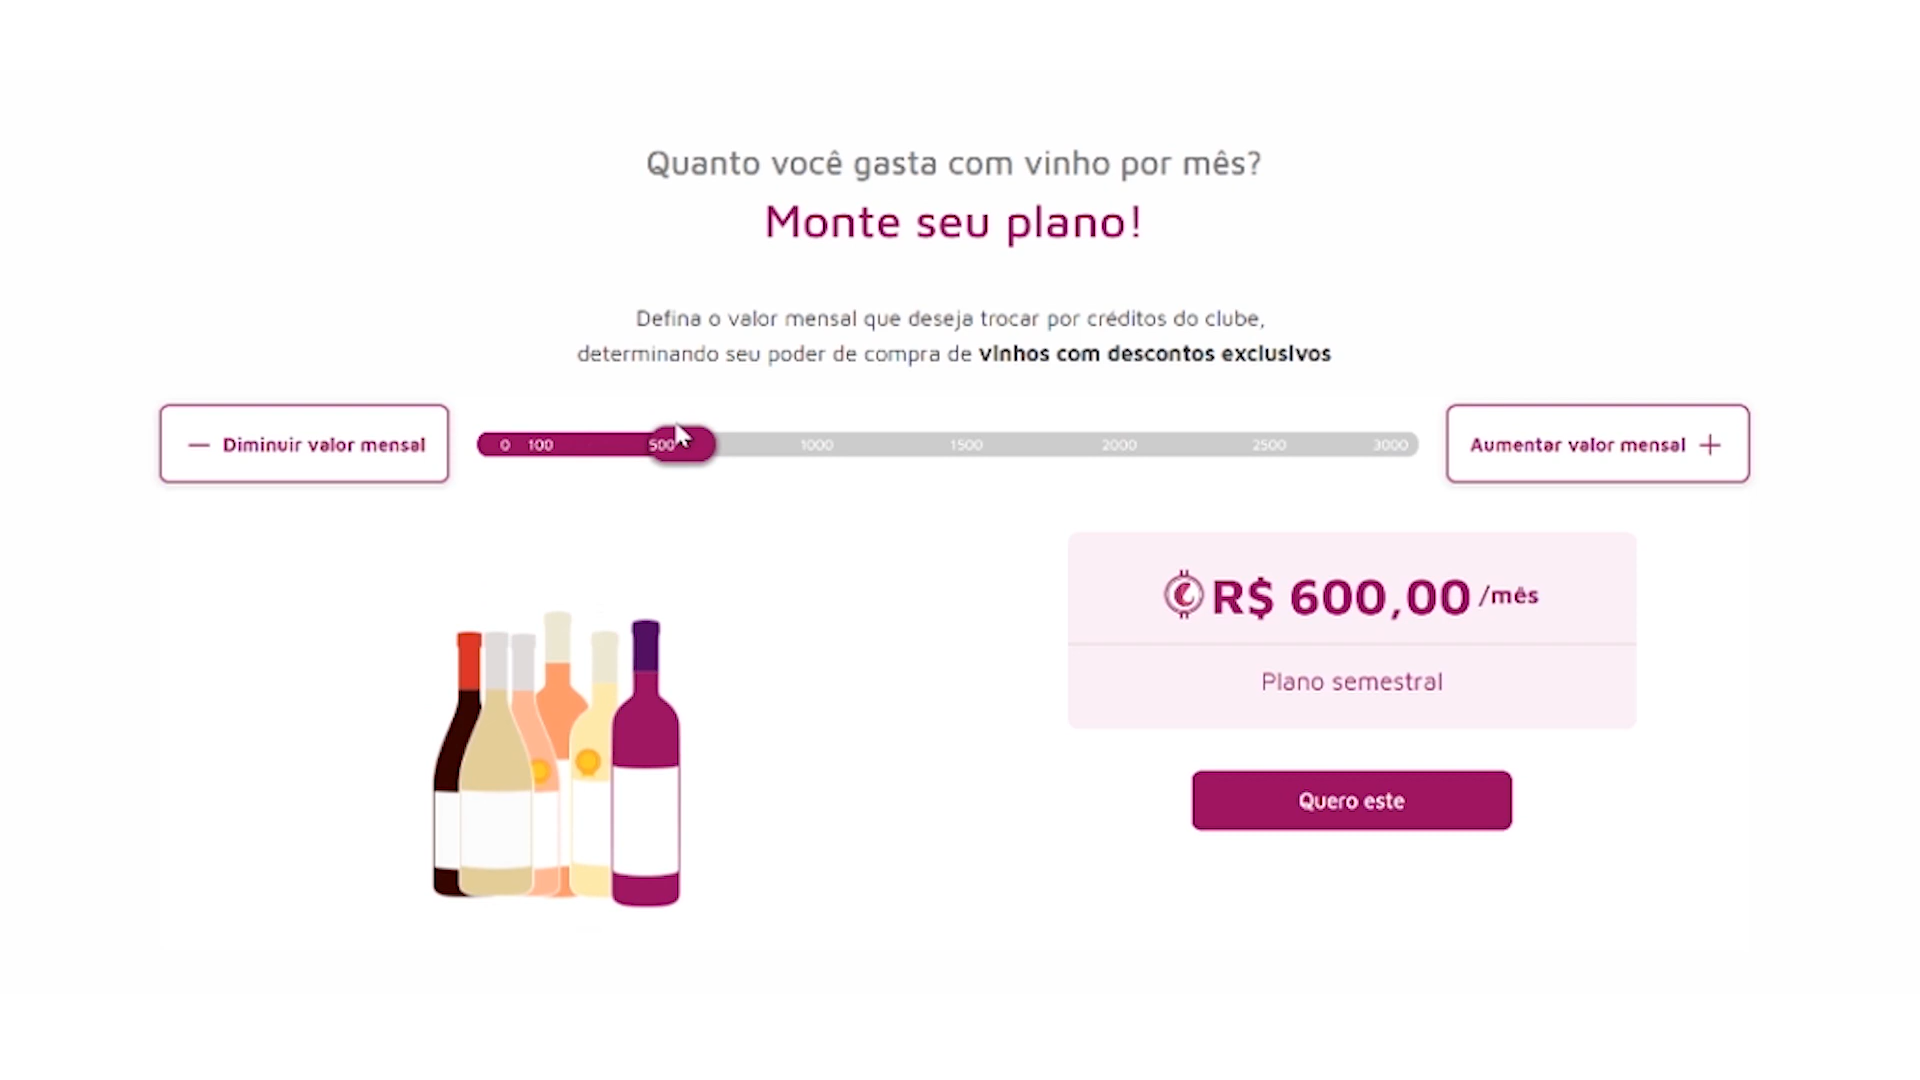 Quanto você gasta com vinho por mês?
Monte seu plano!
Defina o valor mensal que deseja trocar por créditos do clube,
determinando seu poder de compra de vinhos com descontos exclusivos
— Diminuir valor mensal
0 100 500 1000 1500 2000 2500 3000
Aumentar valor mensal +
R$ 600,00 /mês
Plano semestral
Quero este